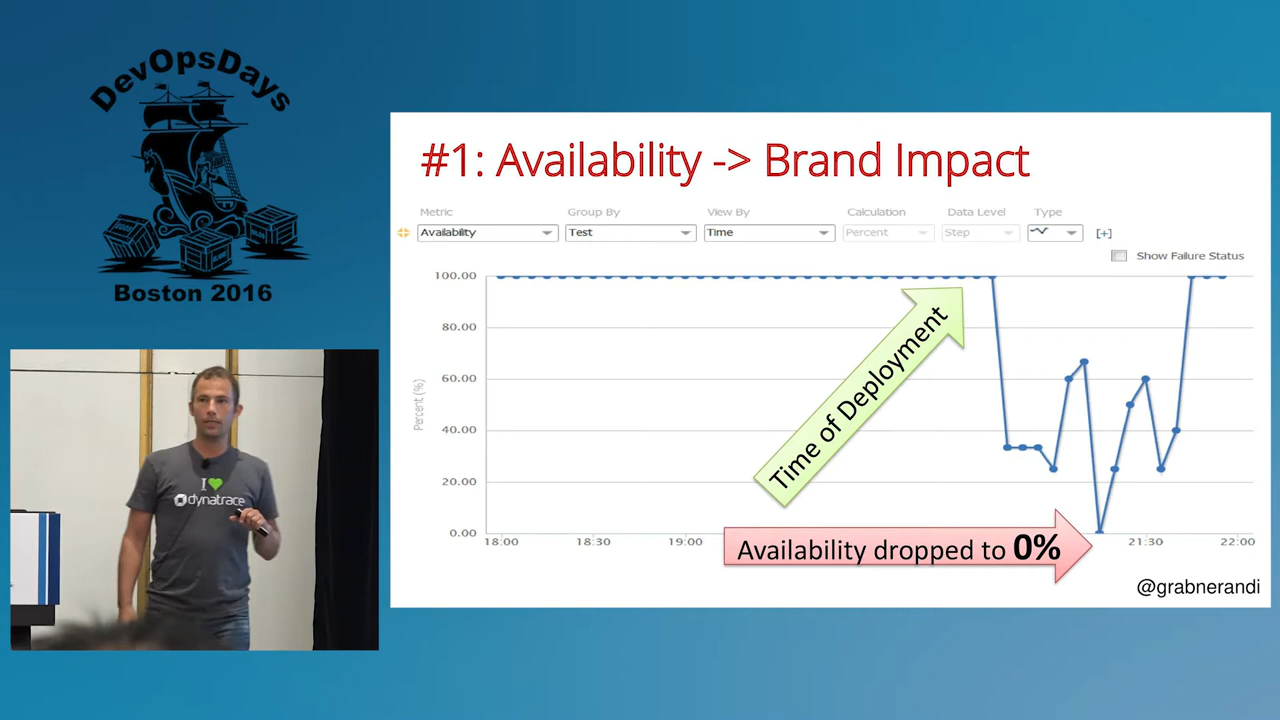 DevOpsDays
Boston 2016
I
dynatrace
#1: Availability -> Brand Impact
Metric Group By View By Calculation Data Level Type
Availability Test Time Percent Step [+]
Show Failure Status
100.00
80.00
60.00
40.00
20.00
0.00
Percent (%)
Time of Deployment
18:00 18:30 19:00 21:30 22:00
Availability dropped to 0%
@grabnerandi